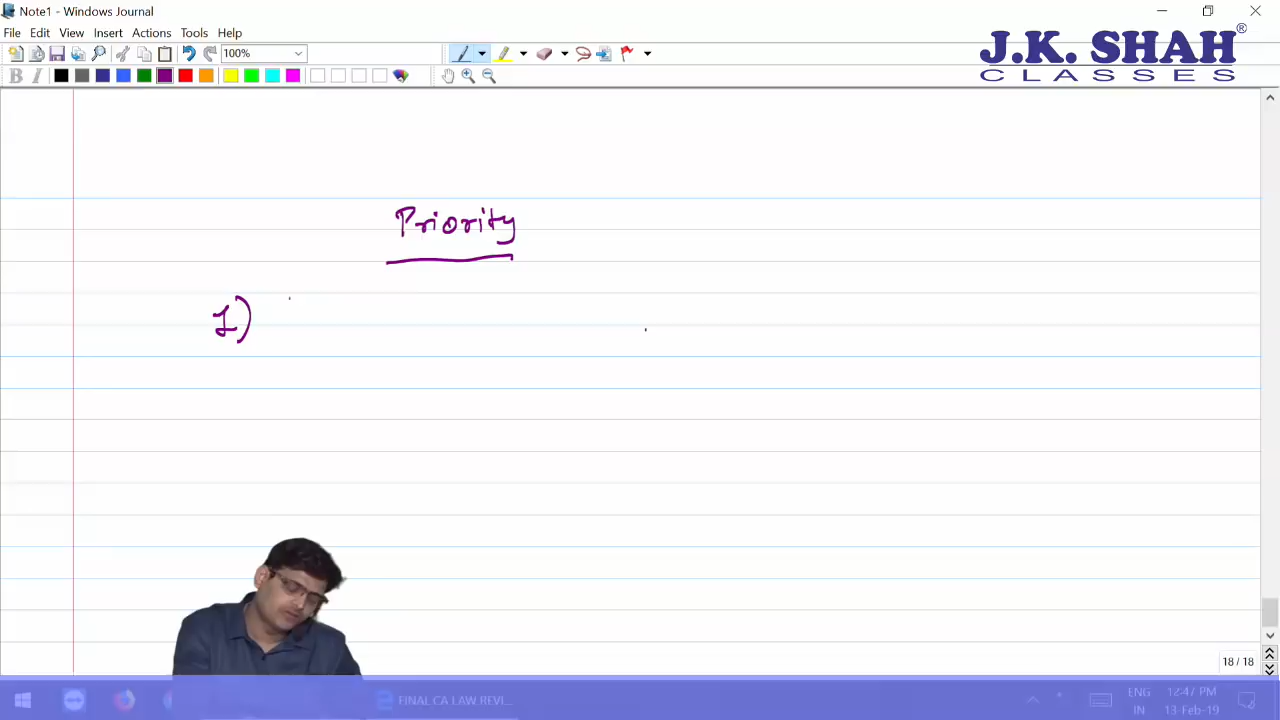 Note1 - Windows Journal
File Edit View Insert Actions Tools Help
100%
B I
J.K. SHAH®
CLASSES
Priority
1)
18 / 18
FINAL CA LAW REVI...
ENG 12:47 PM
IN 13-Feb-19